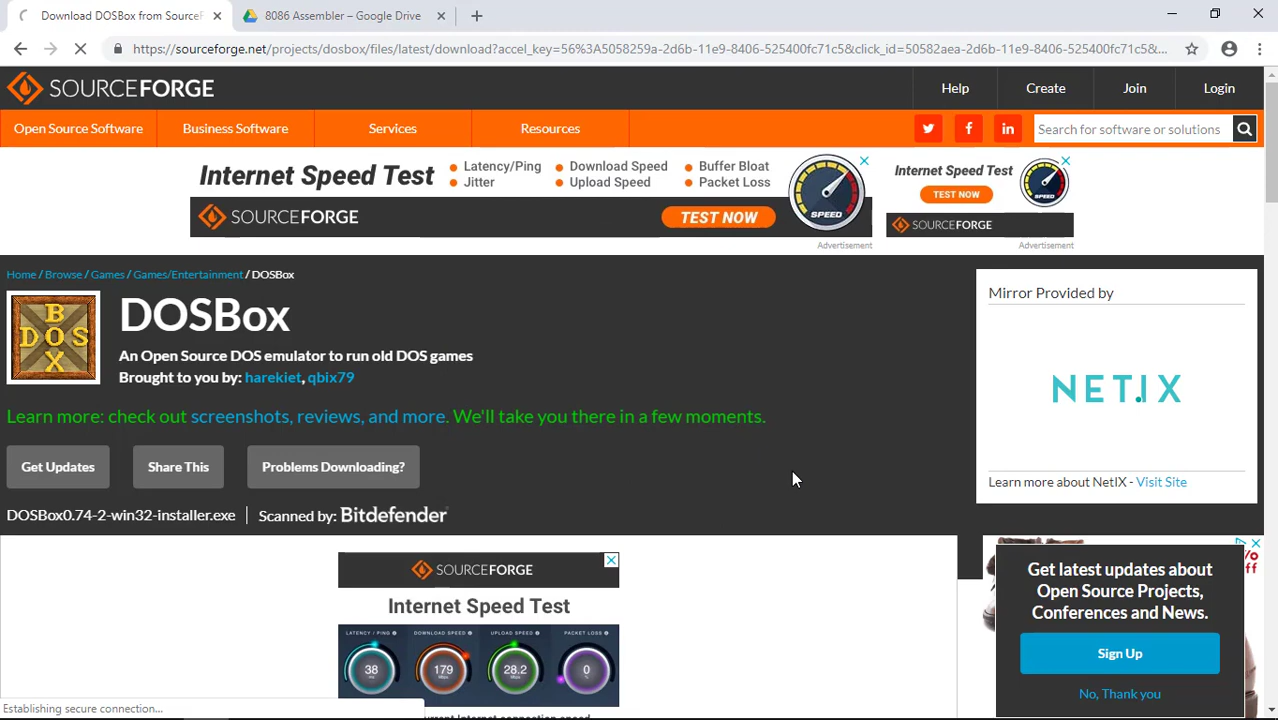 Download DOSBox from SourceF
8086 Assembler – Google Drive
https://sourceforge.net/projects/dosbox/files/latest/download?accel_key=56%3A5058259a-2d6b-11e9-8406-525400fc71c5&click_id=50582aea-2d6b-11e9-8406-525400fc71c5&...
SOURCEFORGE
Help
Create
Join
Login
Open Source Software
Business Software
Services
Resources
Search for software or solutions
Internet Speed Test
Latency/Ping
Download Speed
Buffer Bloat
Jitter
Upload Speed
Packet Loss
SOURCEFORGE
TEST NOW
SPEED
Advertisement
Internet Speed Test
TEST NOW
SPEED
SOURCEFORGE
Advertisement
Home / Browse / Games / Games/Entertainment / DOSBox
B
DOS
X
DOSBox
An Open Source DOS emulator to run old DOS games
Brought to you by: harekiet, qbix79
Mirror Provided by
NETIX
Learn more about NetIX - Visit Site
Learn more: check out screenshots, reviews, and more. We'll take you there in a few moments.
Get Updates
Share This
Problems Downloading?
DOSBox0.74-2-win32-installer.exe
Scanned by: Bitdefender
SOURCEFORGE
Internet Speed Test
LATENCY / PING
DOWNLOAD SPEED
UPLOAD SPEED
PACKET LOSS
38
179
28.2
0
Get latest updates about
Open Source Projects,
Conferences and News.
Sign Up
No, Thank you
Establishing secure connection...